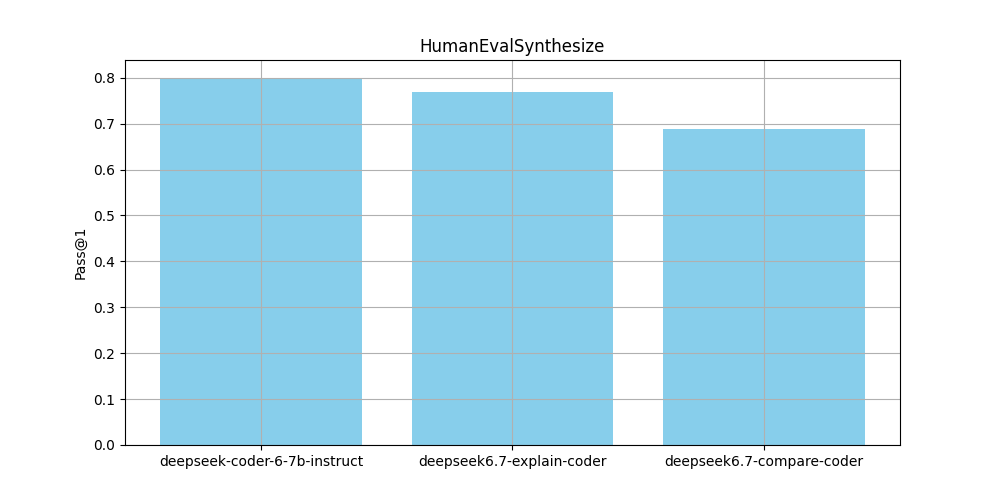 HumanEvalSynthesize
Pass@1
0.8
0.7
0.6
0.5
0.4
0.3
0.2
0.1
0.0
deepseek-coder-6-7b-instruct
deepseek6.7-explain-coder
deepseek6.7-compare-coder